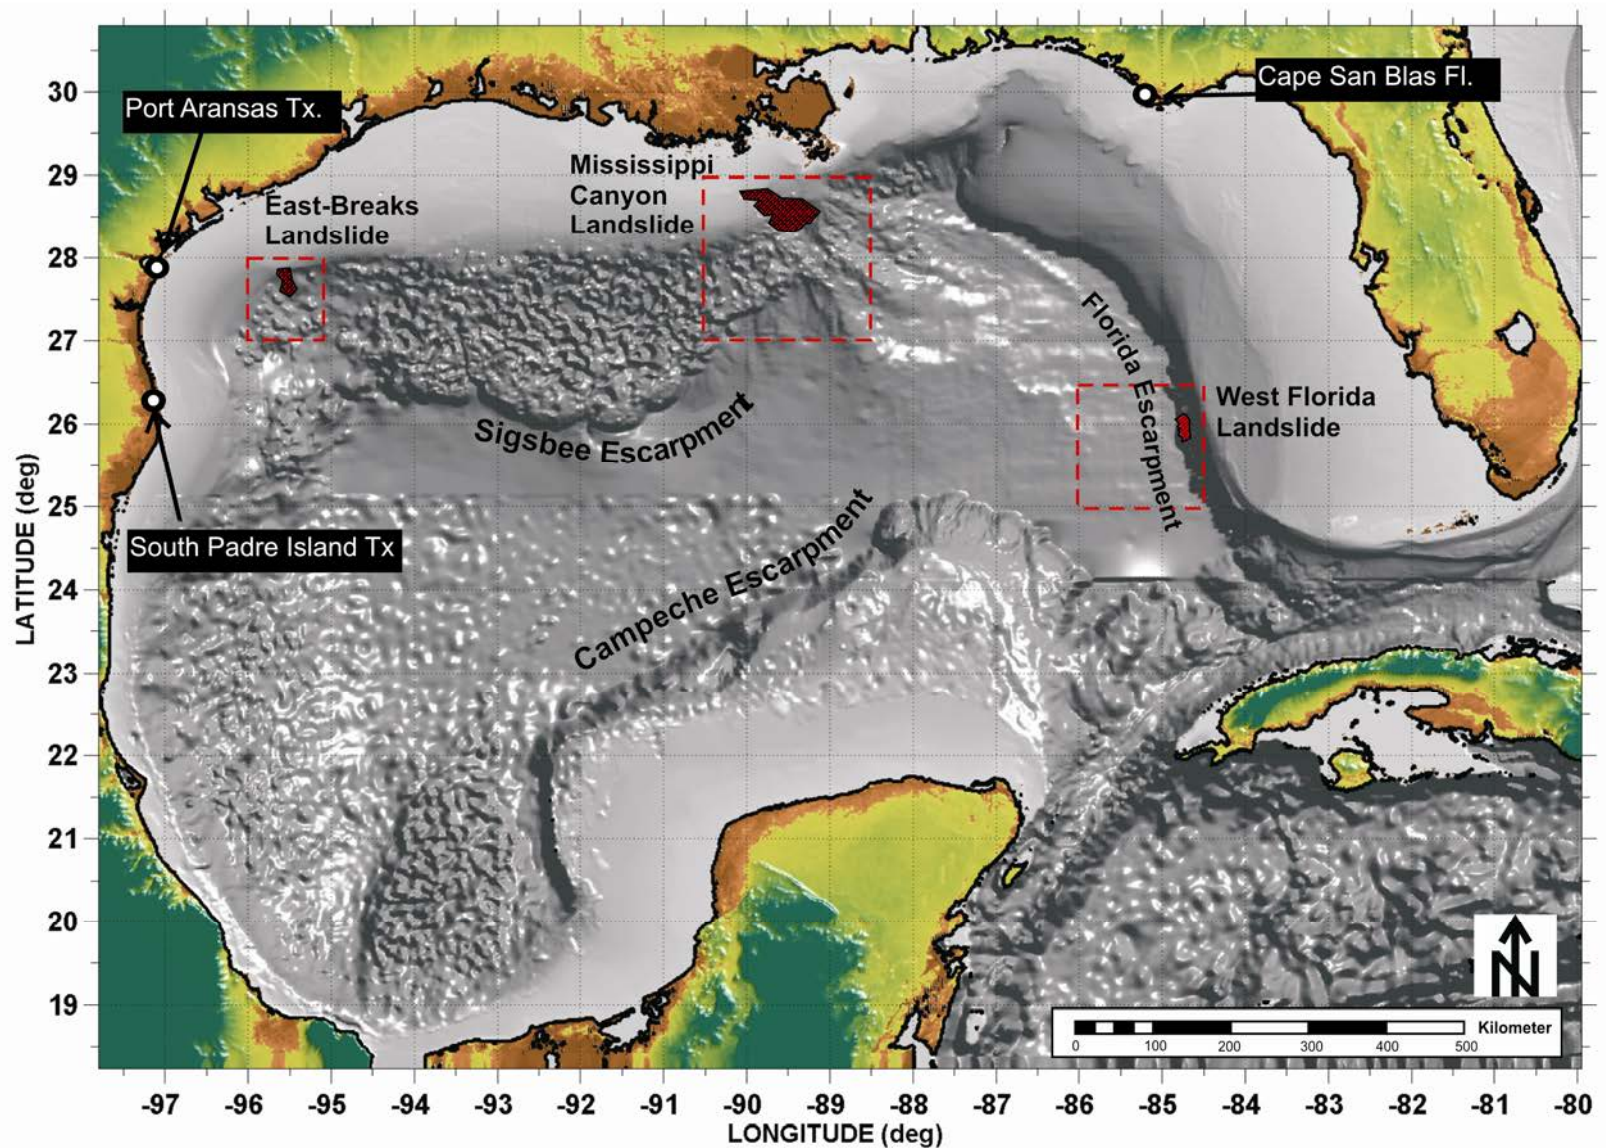 Cape San Blas Fl.
Port Aransas Tx.
Mississippi
Canyon
Landslide
East-Breaks
Landslide
Florida Escarpment
West Florida
Landslide
Sigsbee Escarpment
South Padre Island Tx
Campeche Escarpment
N
Kilometer
0 100 200 300 400 500
LATITUDE (deg)
30
29
28
27
26
25
24
23
22
21
20
19
-97 -96 -95 -94 -93 -92 -91 -90 -89 -88 -87 -86 -85 -84 -83 -82 -81 -80
LONGITUDE (deg)